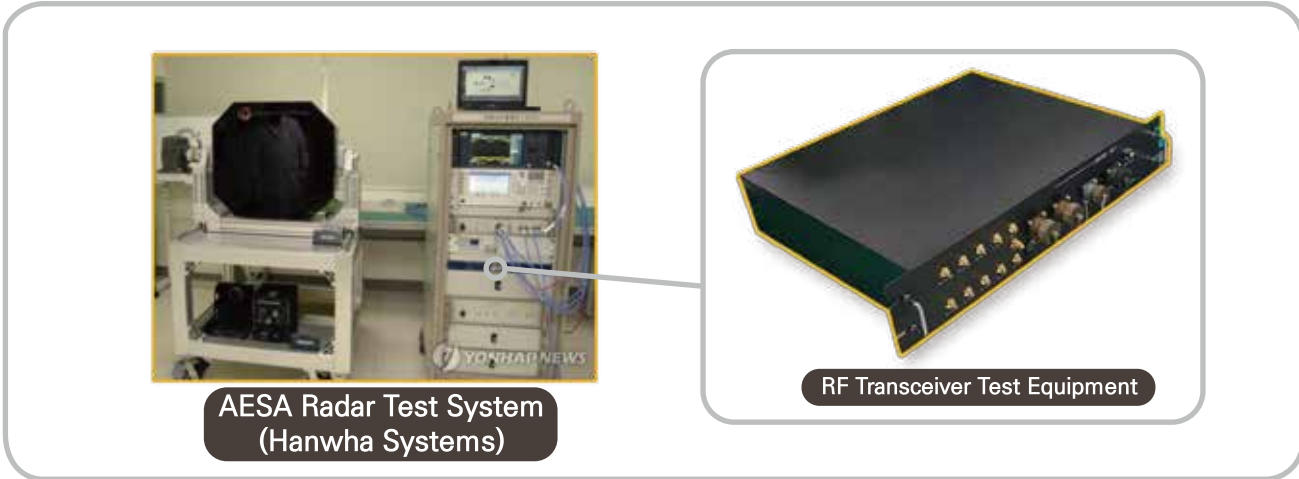 YONHAP NEWS
AESA Radar Test System
(Hanwha Systems)
RF Transceiver Test Equipment